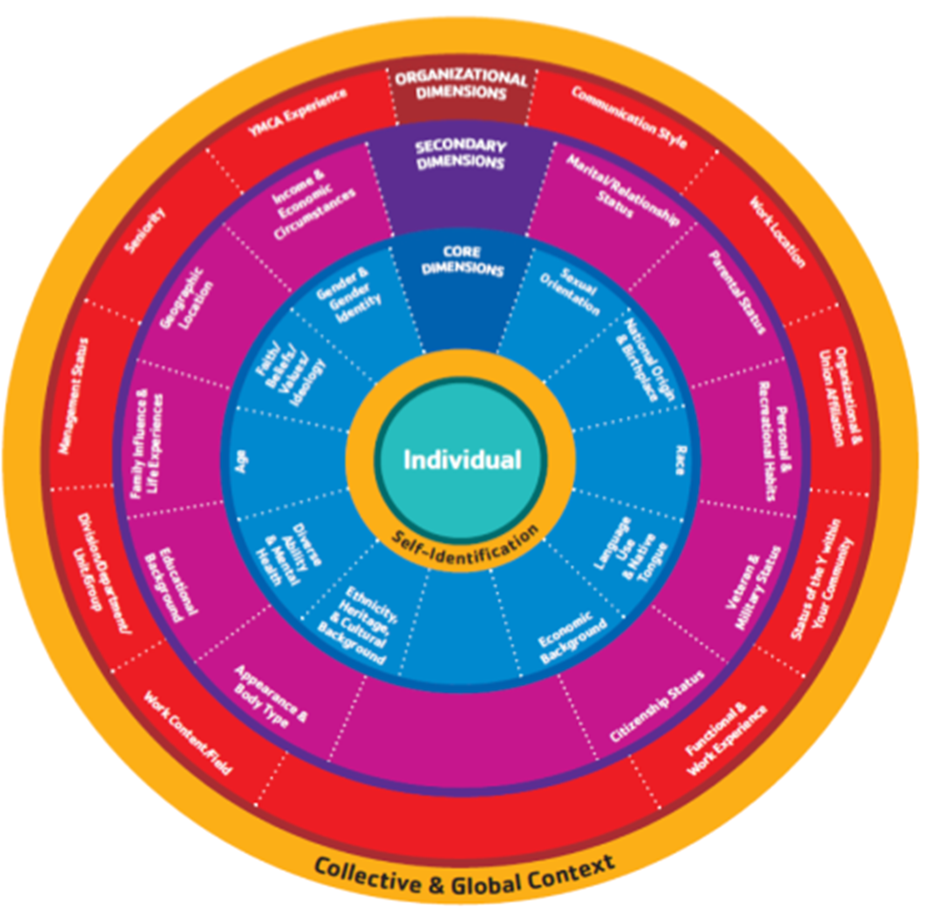 ORGANIZATIONAL
DIMENSIONS
Communication Style
Work Location
Organizational &
Union Affiliation
Status of the Y within
Your Community
Functional &
Work Experience
Work Content/Field
Division/Department/
Unit/Group
Management Status
Seniority
YMCA Experience
SECONDARY
DIMENSIONS
Marital/Relationship
Status
Parental Status
Personal &
Recreational Habits
Veteran &
Military Status
Citizenship Status
Appearance &
Body Type
Educational
Background
Family Influence &
Life Experiences
Geographic
Location
Income &
Economic
Circumstances
CORE
DIMENSIONS
Sexual
Orientation
National Origin
& Birthplace
Race
Language
Use
& Native
Tongue
Economic
Background
Ethnicity,
Heritage,
& Cultural
Background
Diverse
Ability
& Mental
Health
Age
Faith/
Beliefs/
Values/
Ideology
Gender &
Gender
Identity
Individual
Self-Identification
Collective & Global Context